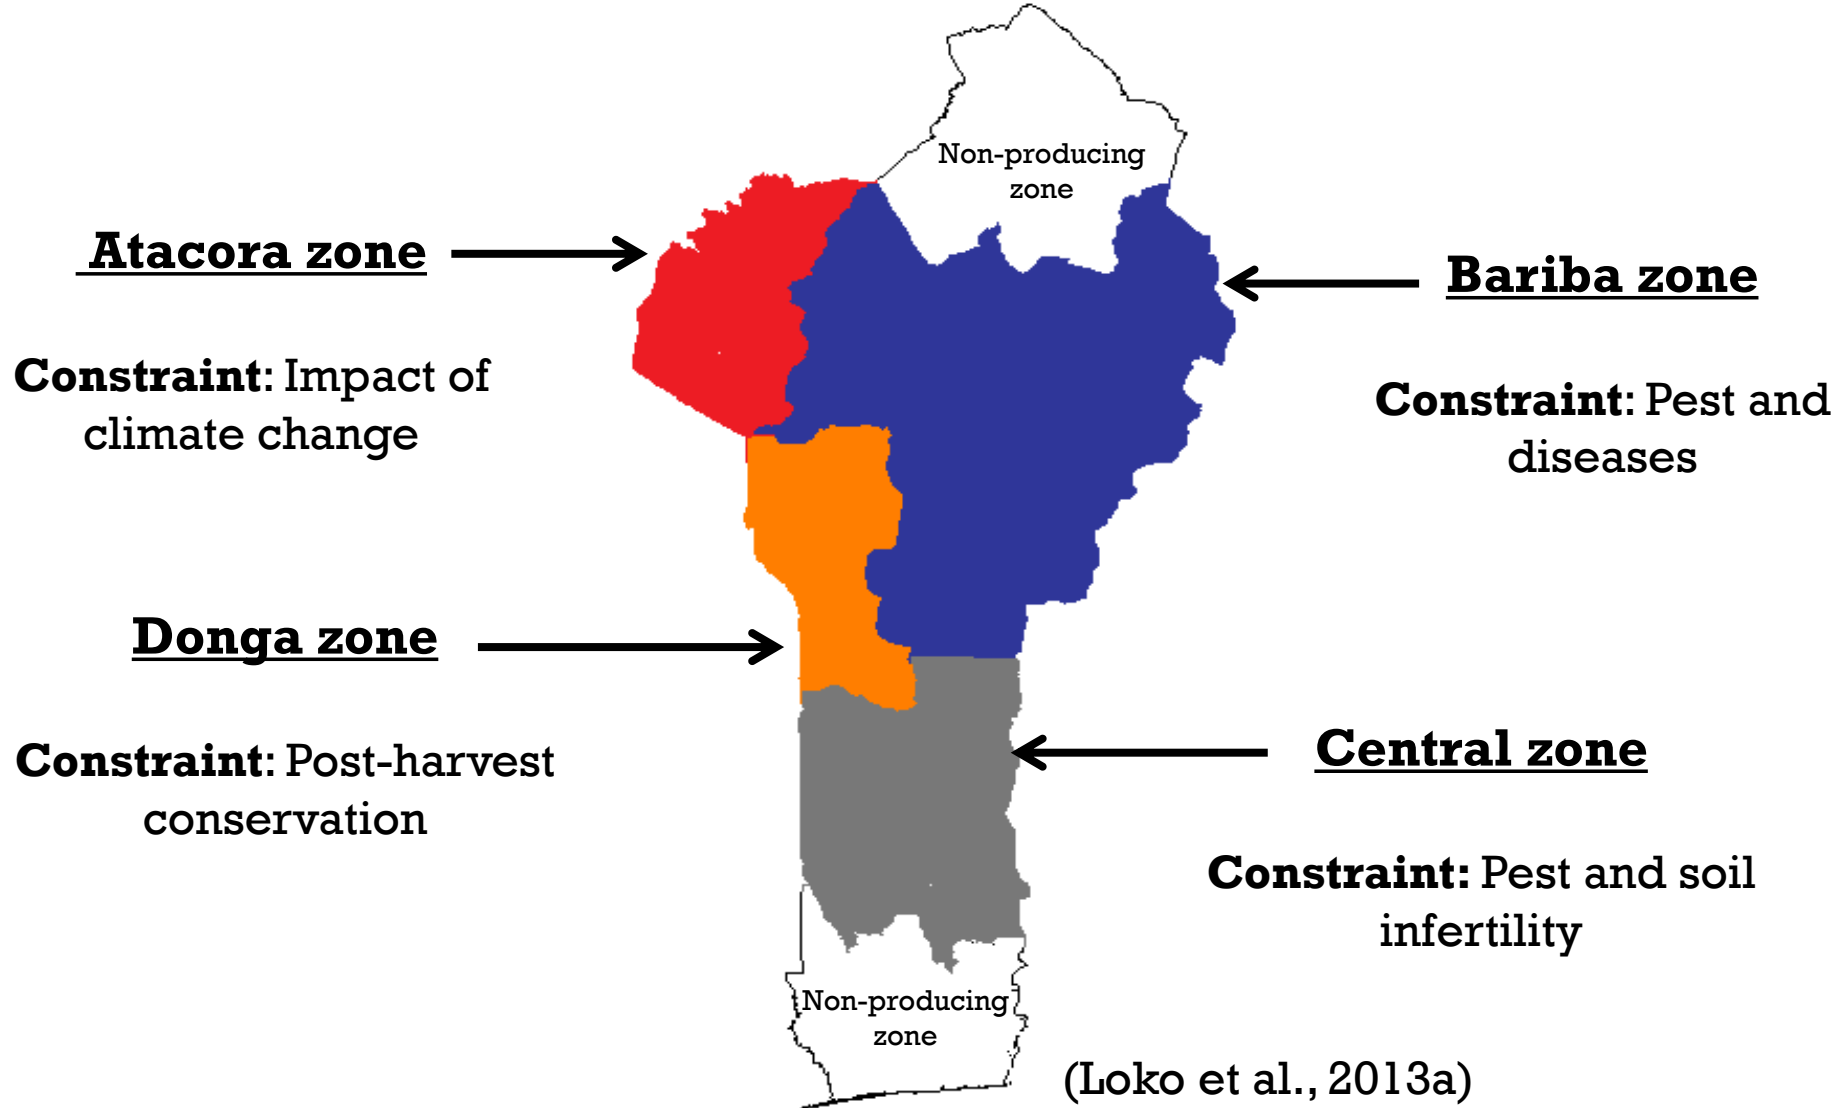 Non-producing
zone
Atacora zone
Constraint: Impact of
climate change
Bariba zone
Constraint: Pest and
diseases
Donga zone
Constraint: Post-harvest
conservation
Central zone
Constraint: Pest and soil
infertility
Non-producing
zone
(Loko et al., 2013a)